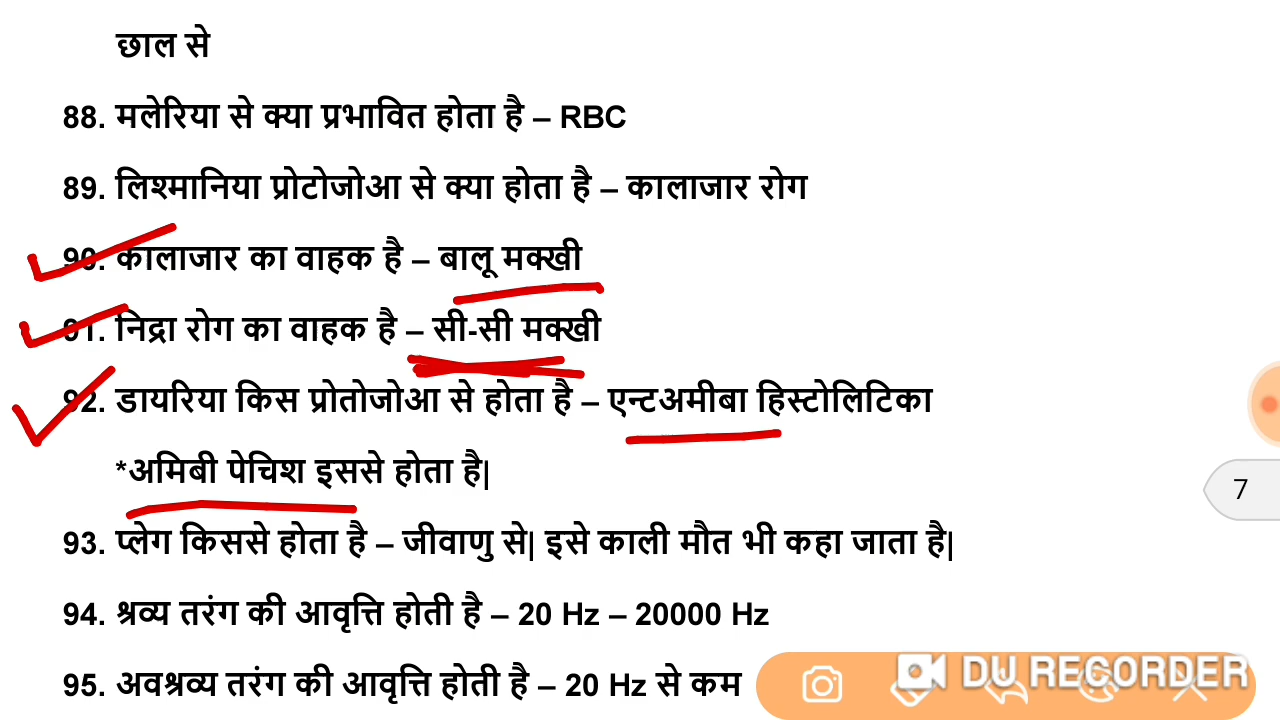 छाल से
88. मलेरिया से क्या प्रभावित होता है – RBC
89. लिश्मानिया प्रोटोजोआ से क्या होता है – कालाजार रोग
90. कालाजार का वाहक है – बालू मक्खी
91. निद्रा रोग का वाहक है – सी-सी मक्खी
92. डायरिया किस प्रोतोजोआ से होता है – एन्टअमीबा हिस्टोलिटिका
*अमिबी पेचिश इससे होता है|
7
93. प्लेग किससे होता है – जीवाणु से| इसे काली मौत भी कहा जाता है|
94. श्रव्य तरंग की आवृत्ति होती है – 20 Hz – 20000 Hz
95. अवश्रव्य तरंग की आवृत्ति होती है – 20 Hz से कम
DU RECORDER